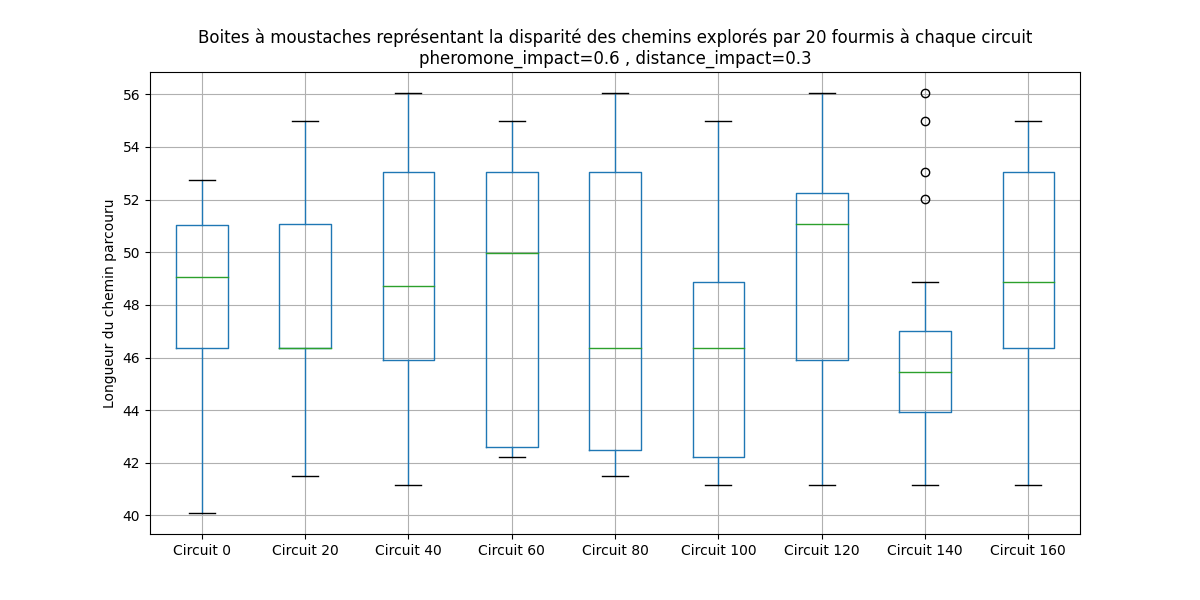 Boites à moustaches représentant la disparité des chemins explorés par 20 fourmis à chaque circuit
pheromone_impact=0.6 , distance_impact=0.3
Longueur du chemin parcouru
56
54
52
50
48
46
44
42
40
Circuit 0 Circuit 20 Circuit 40 Circuit 60 Circuit 80 Circuit 100 Circuit 120 Circuit 140 Circuit 160